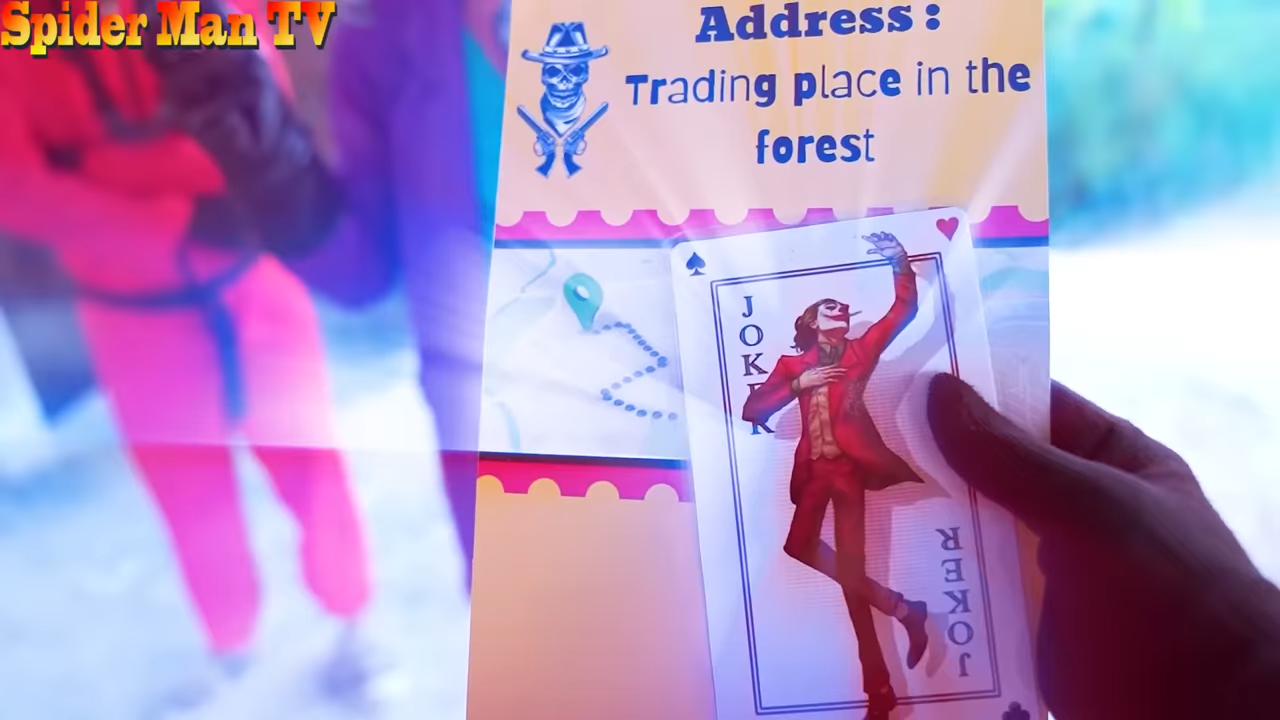 Spider Man TV
Address:
Trading place in the
forest
JOKER
JOKER